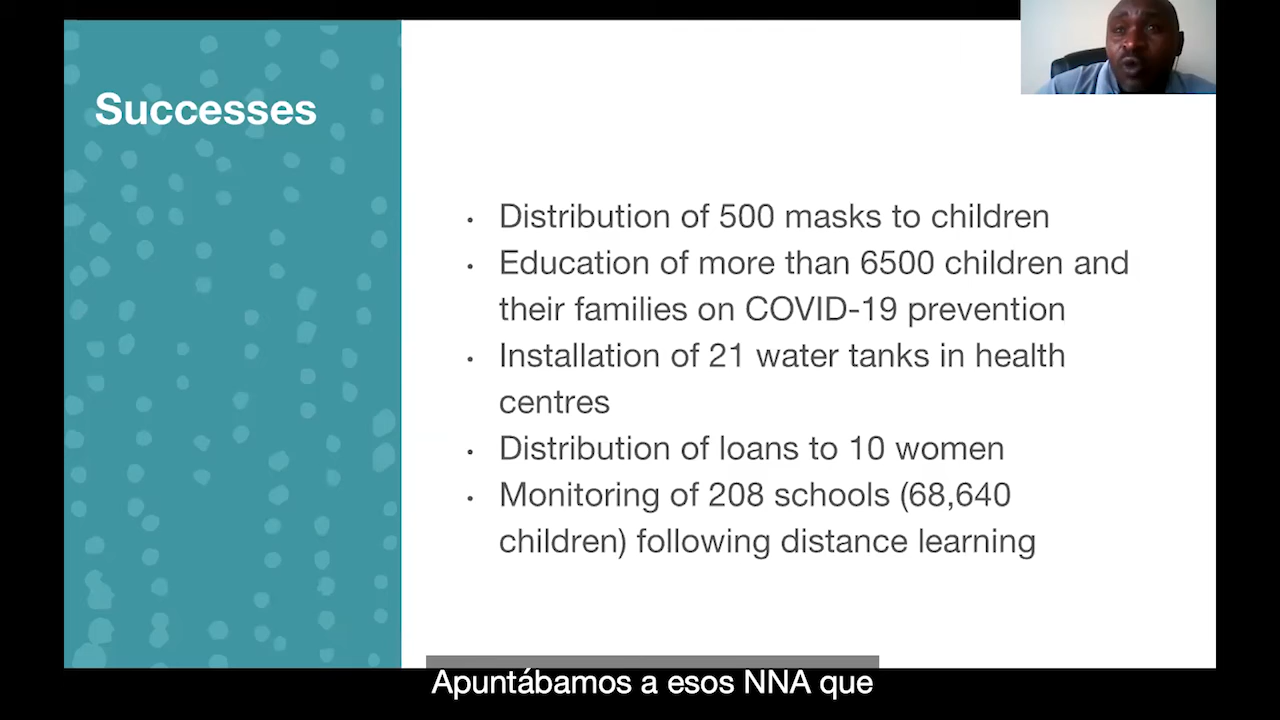 Successes
• Distribution of 500 masks to children
• Education of more than 6500 children and
their families on COVID-19 prevention
• Installation of 21 water tanks in health
centres
• Distribution of loans to 10 women
• Monitoring of 208 schools (68,640
children) following distance learning
Apuntábamos a esos NNA que